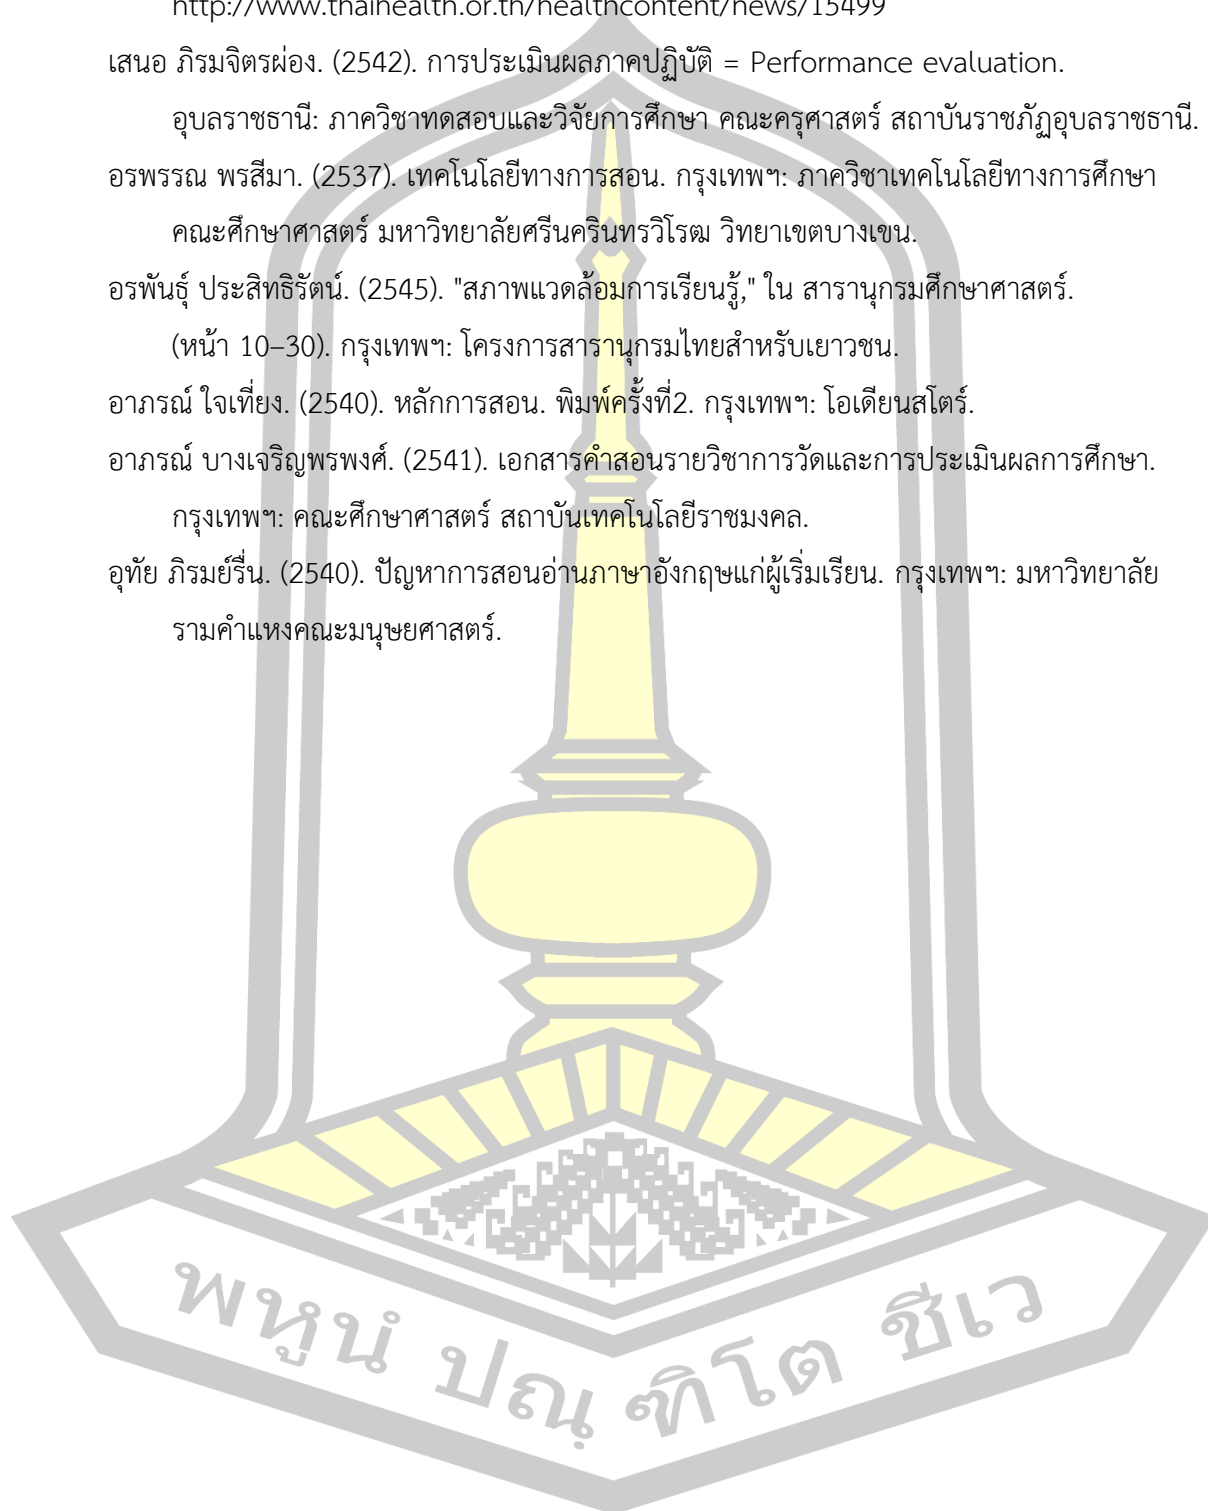 http://www.thaihealth.or.th/healthcontent/news/15499
เสนอ ภิรมจิตรผ่อง. (2542). การประเมินผลภาคปฏิบัติ = Performance evaluation.
อุบลราชธานี: ภาควิชาทดสอบและวิจัยการศึกษา คณะครุศาสตร์ สถาบันราชภัฏอุบลราชธานี.
อรพรรณ พรสีมา. (2537). เทคโนโลยีทางการสอน. กรุงเทพฯ: ภาควิชาเทคโนโลยีทางการศึกษา
คณะศึกษาศาสตร์ มหาวิทยาลัยศรีนครินทรวิโรฒ วิทยาเขตบางเขน.
อรพันธุ์ ประสิทธิรัตน์. (2545). "สภาพแวดล้อมการเรียนรู้," ใน สารานุกรมศึกษาศาสตร์.
(หน้า 10–30). กรุงเทพฯ: โครงการสารานุกรมไทยสำหรับเยาวชน.
อาภรณ์ ใจเที่ยง. (2540). หลักการสอน. พิมพ์ครั้งที่2. กรุงเทพฯ: โอเดียนสโตร์.
อาภรณ์ บางเจริญพรพงศ์. (2541). เอกสารคำสอนรายวิชาการวัดและการประเมินผลการศึกษา.
กรุงเทพฯ: คณะศึกษาศาสตร์ สถาบันเทคโนโลยีราชมงคล.
อุทัย ภิรมย์รื่น. (2540). ปัญหาการสอนอ่านภาษาอังกฤษแก่ผู้เริ่มเรียน. กรุงเทพฯ: มหาวิทยาลัย
รามคำแหงคณะมนุษยศาสตร์.
พหูนํ ปณฺ ฑิโต ชีเว